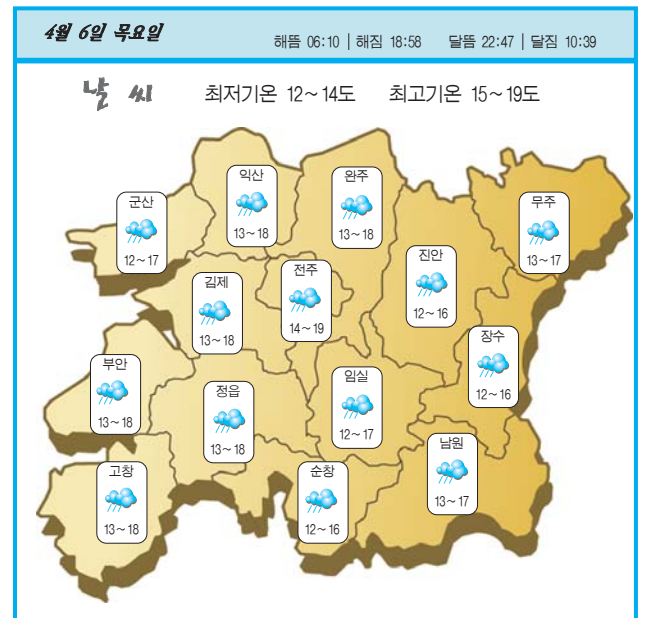 4월 6일 목요일
해뜸 06:10 | 해짐 18:58 달뜸 22:47 | 달짐 10:39
날 씨 최저기온 12~14도 최고기온 15~19도
익산
13~18
완주
13~18
군산
12~17
무주
13~17
진안
12~16
전주
14~19
김제
13~18
장수
12~16
부안
13~18
임실
12~17
정읍
13~18
남원
13~17
고창
13~18
순창
12~16